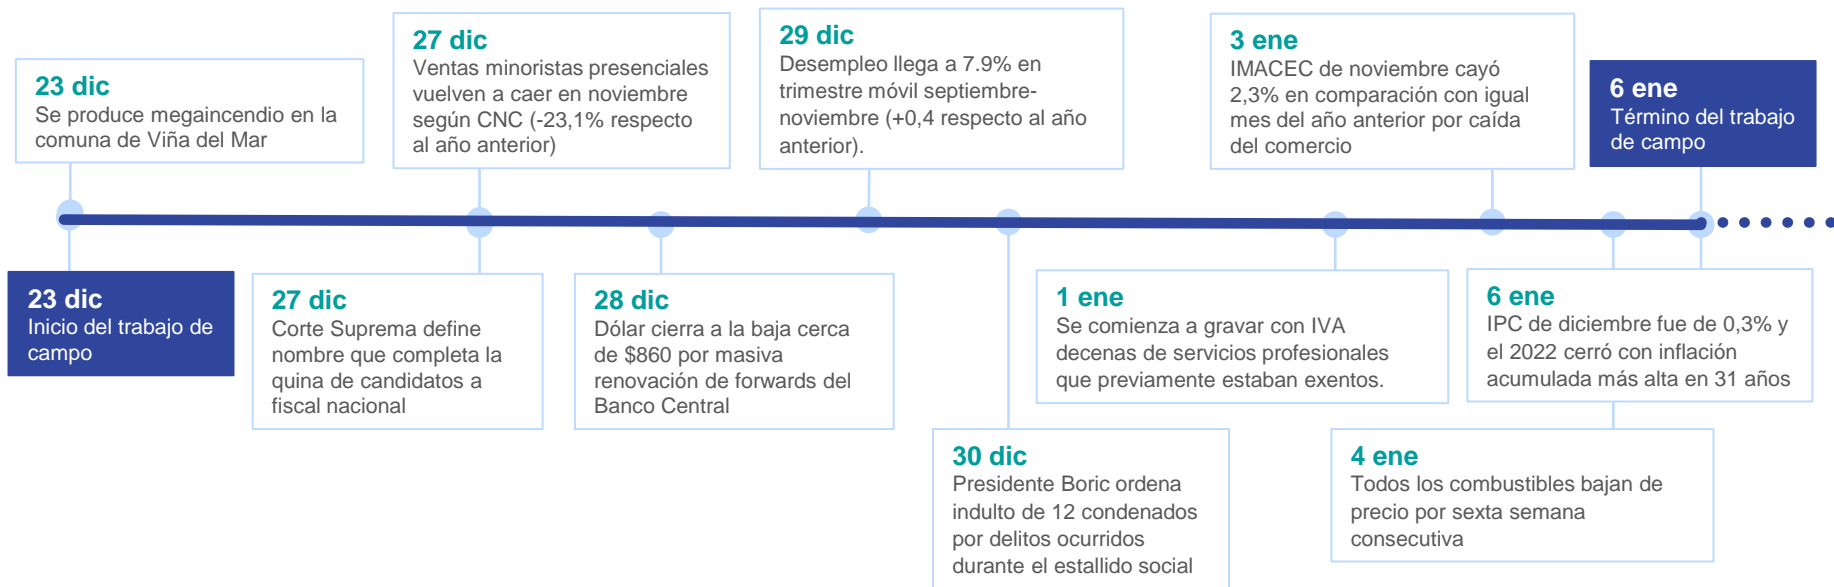 23 dic
Se produce megaincendio en la
comuna de Viña del Mar
27 dic
Ventas minoristas presenciales
vuelven a caer en noviembre
según CNC (-23,1% respecto
al año anterior)
29 dic
Desempleo llega a 7.9% en
trimestre móvil septiembre-
noviembre (+0,4 respecto al año
anterior).
3 ene
IMACEC de noviembre cayó
2,3% en comparación con igual
mes del año anterior por caída
del comercio
6 ene
Término del trabajo
de campo
23 dic
Inicio del trabajo de
campo
27 dic
Corte Suprema define
nombre que completa la
quina de candidatos a
fiscal nacional
28 dic
Dólar cierra a la baja cerca
de $860 por masiva
renovación de forwards del
Banco Central
30 dic
Presidente Boric ordena
indulto de 12 condenados
por delitos ocurridos
durante el estallido social
1 ene
Se comienza a gravar con IVA
decenas de servicios profesionales
que previamente estaban exentos.
4 ene
Todos los combustibles bajan de
precio por sexta semana
consecutiva
6 ene
IPC de diciembre fue de 0,3% y
el 2022 cerró con inflación
acumulada más alta en 31 años